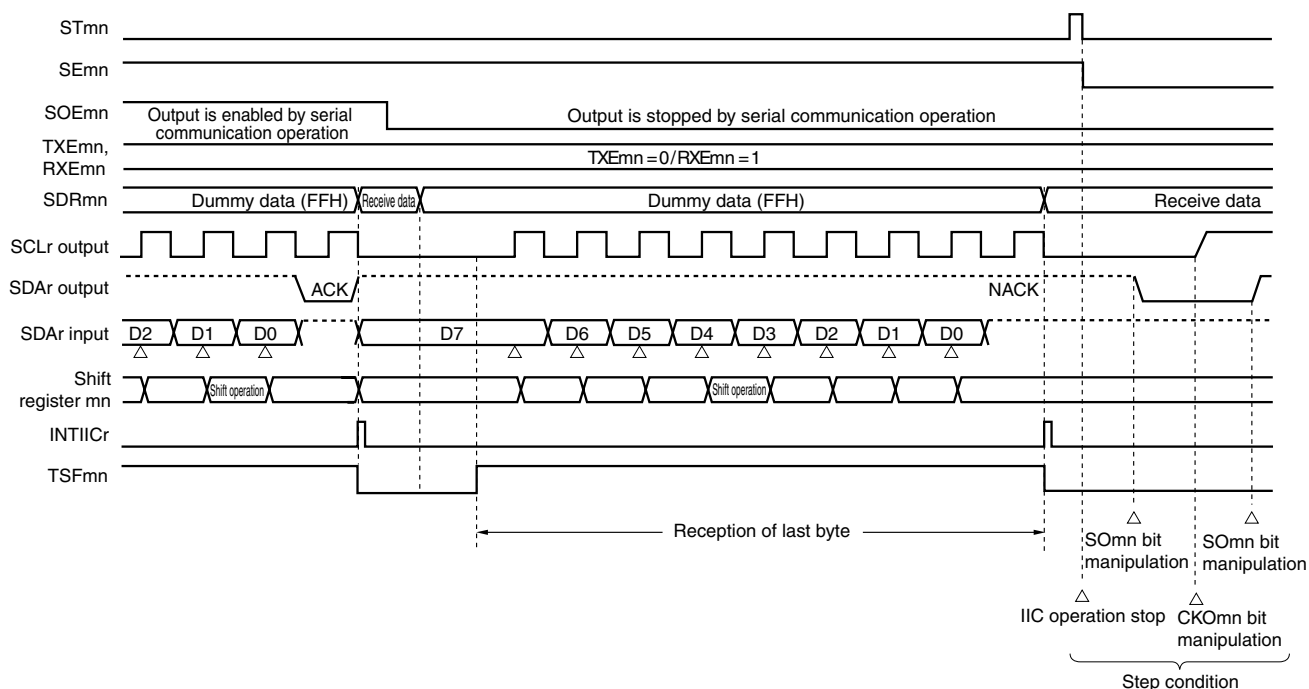 STmn
SEmn
SOEmn
Output is enabled by serial
communication operation
Output is stopped by serial communication operation
TXEmn,
RXEmn
TXEmn = 0 / RXEmn = 1
SDRmn
Dummy data (FFH)
Receive data
Dummy data (FFH)
Receive data
SCLr output
SDAr output
ACK
NACK
SDAr input
D2
D1
D0
D7
D6
D5
D4
D3
D2
D1
D0
Shift
register mn
Shift operation
Shift operation
INTIICr
TSFmn
Reception of last byte
SOmn bit
manipulation
SOmn bit
manipulation
IIC operation stop
CKOmn bit
manipulation
Step condition